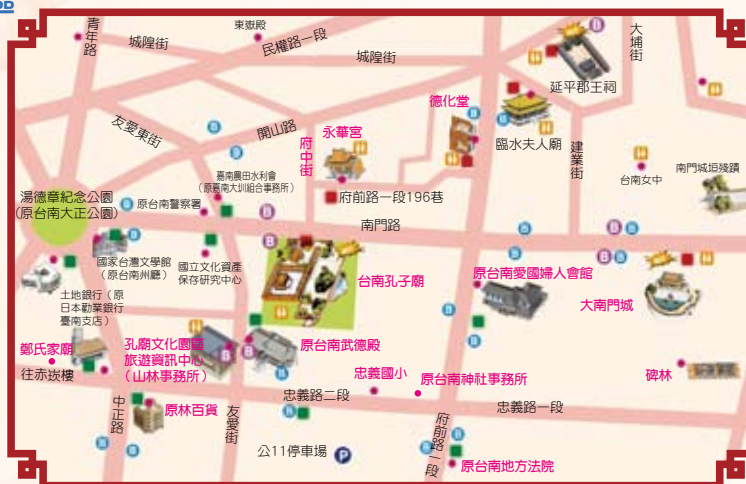 青年路
城隍街
東嶽殿
民權路一段
城隍街
大埔街
延平郡王祠
德化堂
臨水夫人廟
友愛東街
開山路
府中街
永華宮
建業街
台南女中
南門城垣殘蹟
嘉南農田水利會
（原嘉南大圳組合事務所）
湯德章紀念公園
(原台南大正公園)
原台南警察署
府前路一段196巷
南門路
國家台灣文學館
（原台南州廳）
國立文化資產
保存研究中心
台南孔子廟
原台南愛國婦人會館
大南門城
土地銀行（原
日本勸業銀行
臺南支店）
鄭氏家廟
孔廟文化園區
旅遊資訊中心
（山林事務所）
原台南武德殿
往赤崁樓
忠義國小
原台南神社事務所
碑林
中正路
原林百貨
友愛街
忠義路二段
忠義路一段
府前路一段
公11停車場
P
原台南地方法院